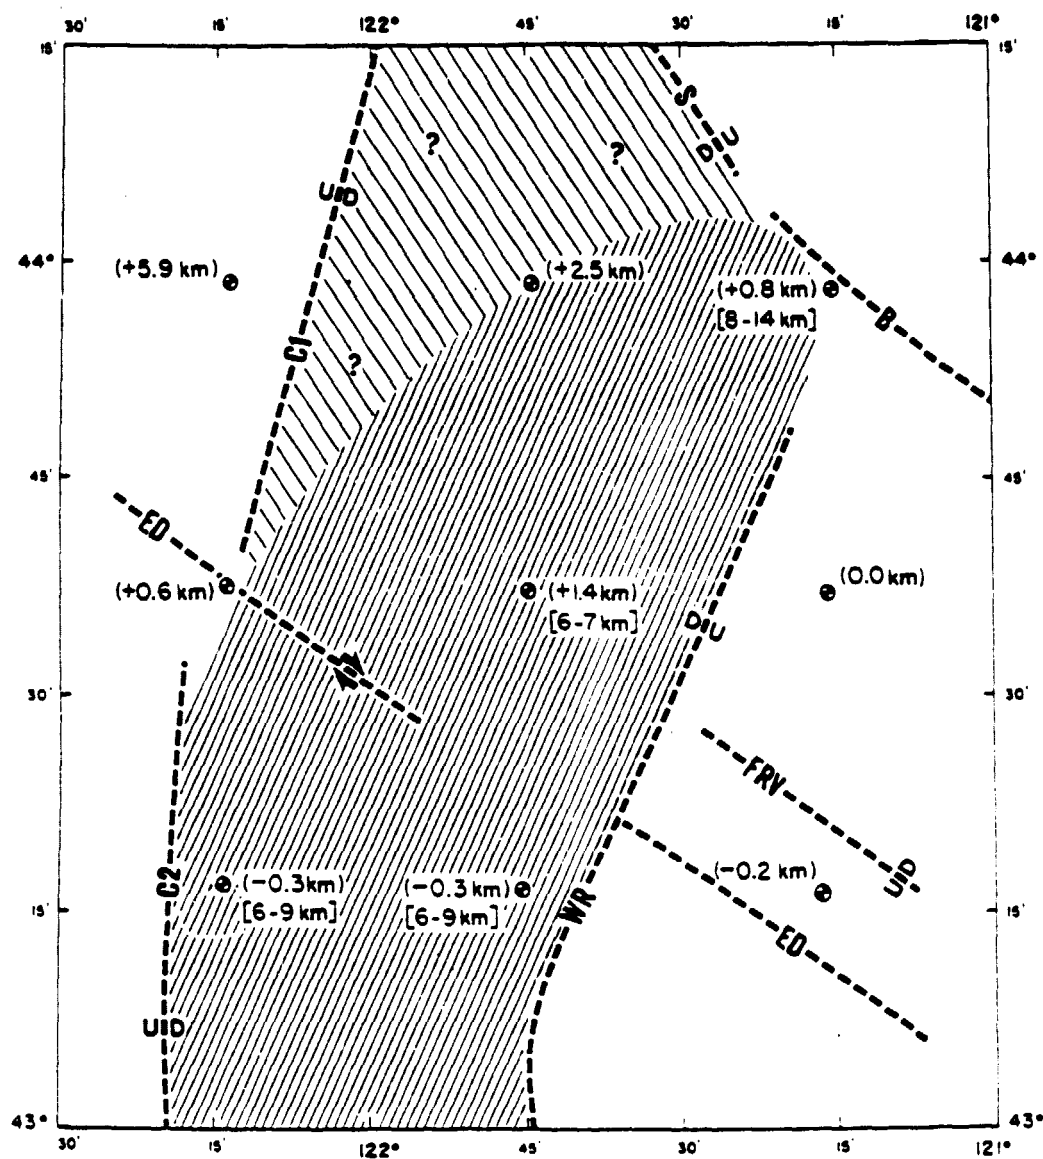 30' 15' 122° 45' 30' 15' 121°
15' 15'
S
U
D
? ?
U D
44° 44°
(+5.9 km) (+2.5 km) (+0.8 km)
[8-14 km]
B
C1
?
45' 45'
ED
(+0.6 km) (+1.4 km) (0.0 km)
[6-7 km]
D U
30' 30'
FRV
C2 (-0.3 km) (-0.3 km) (-0.2 km)
[6-9 km] [6-9 km]
U D
WR
15' 15'
ED
U D
43° 43°
30' 15' 122° 45' 30' 15' 121°